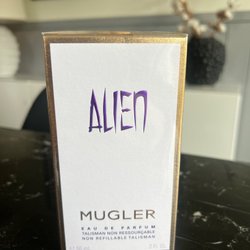 ALIEN
MUGLER
EAU DE PARFUM
TALISMAN NON RESSOURÇABLE
NON REFILLABLE TALISMAN